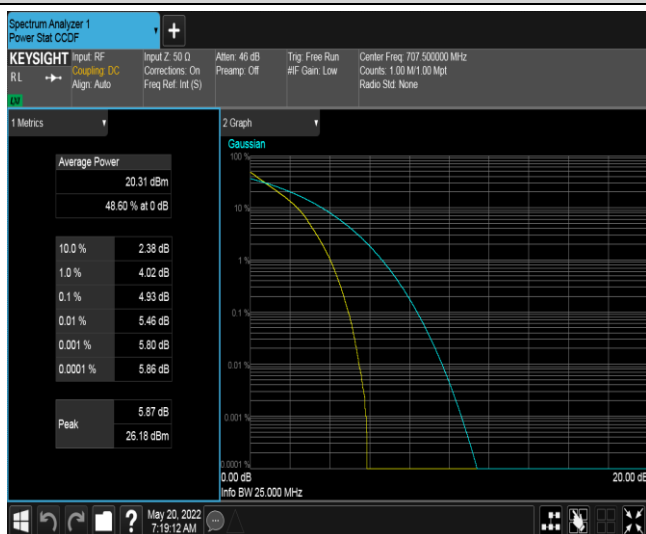 Spectrum Analyzer 1
Power Stat CCDF
+
KEYSIGHT
R L
Input: RF
Coupling: DC
Align: Auto
Input Z: 50 Ω
Corrections: On
Freq Ref: Int (S)
Atten: 46 dB
Preamp: Off
Trig: Free Run
#IF Gain: Low
Center Freq: 707.500000 MHz
Counts: 1.00 M/1.00 Mpt
Radio Std: None
1 Metrics
Average Power
20.31 dBm
48.60 % at 0 dB
10.0 % 2.38 dB
1.0 % 4.02 dB
0.1 % 4.93 dB
0.01 % 5.46 dB
0.001 % 5.80 dB
0.0001 % 5.86 dB
Peak
5.87 dB
26.18 dBm
2 Graph
Gaussian
100 %
10 %
1 %
0.1 %
0.01 %
0.001 %
0.0001 %
0.00 dB
20.00 dB
Info BW 25.000 MHz
?
May 20, 2022
7:19:12 AM